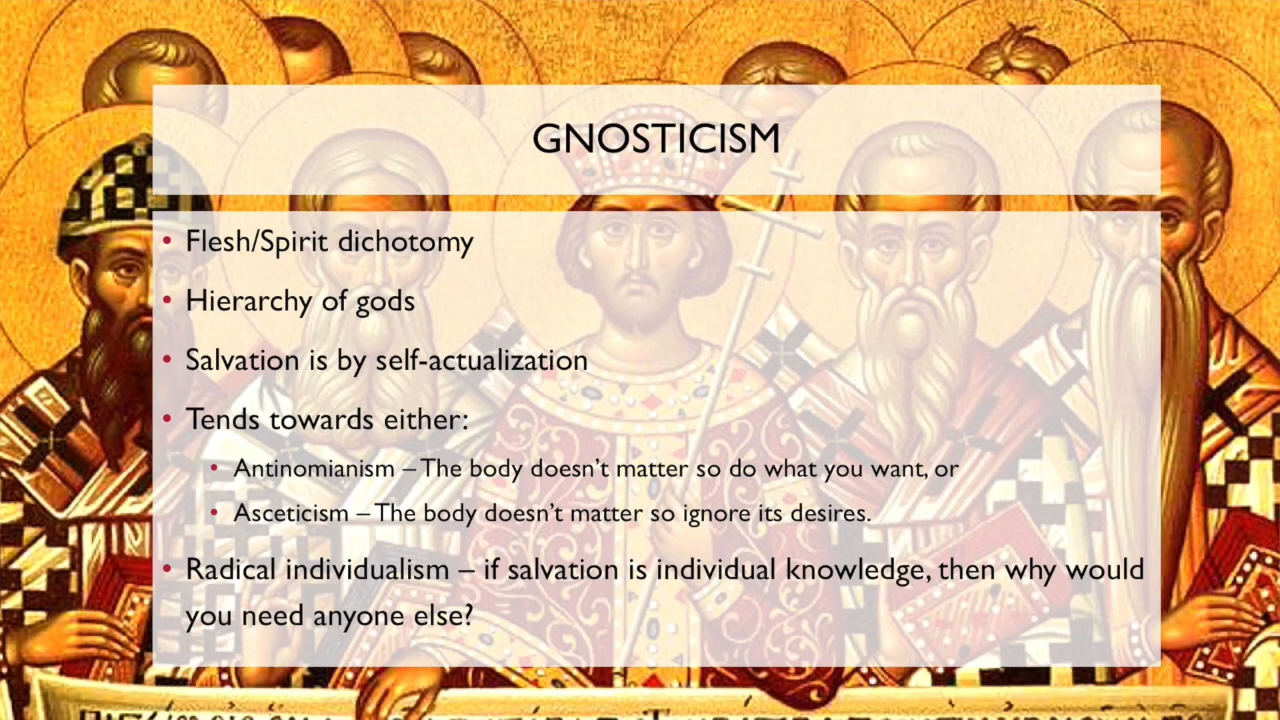 GNOSTICISM
• Flesh/Spirit dichotomy
• Hierarchy of gods
• Salvation is by self-actualization
• Tends towards either:
• Antinomianism – The body doesn’t matter so do what you want, or
• Asceticism – The body doesn’t matter so ignore its desires.
• Radical individualism – if salvation is individual knowledge, then why would
you need anyone else?